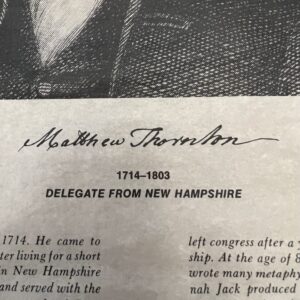 Matthew Thornton
1714–1803
DELEGATE FROM NEW HAMPSHIRE
1714. He came to
ter living for a short
in New Hampshire
and served with the
left congress after a
ship. At the age of 8
wrote many metaphy
nah Jack produced